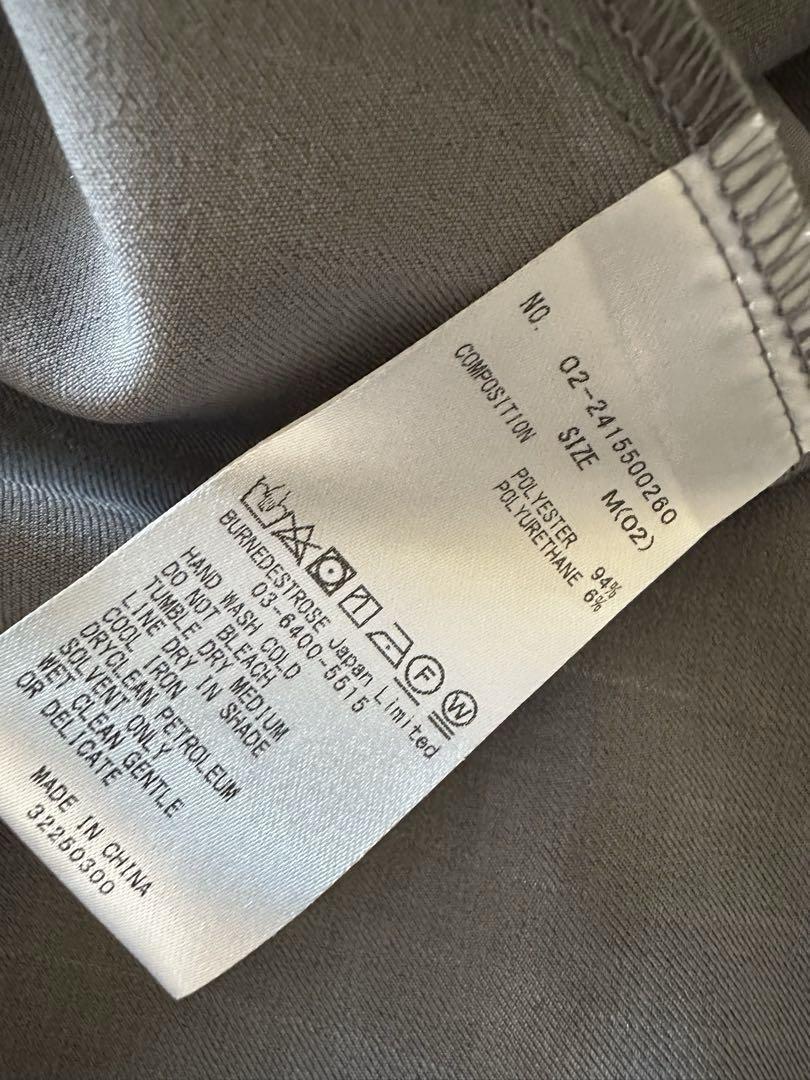 NO. 02-2415500260
SIZE M(02)
COMPOSITION
POLYESTER 94%
POLYURETHANE 6%
F W
BURNEDESTROSE Japan Limited
03-6400-5515
HAND WASH COLD
DO NOT BLEACH
TUMBLE DRY MEDIUM
LINE DRY IN SHADE
COOL IRON
DRYCLEAN PETROLEUM
SOLVENT ONLY
WET CLEAN GENTLE
OR DELICATE
MADE IN CHINA
32250300